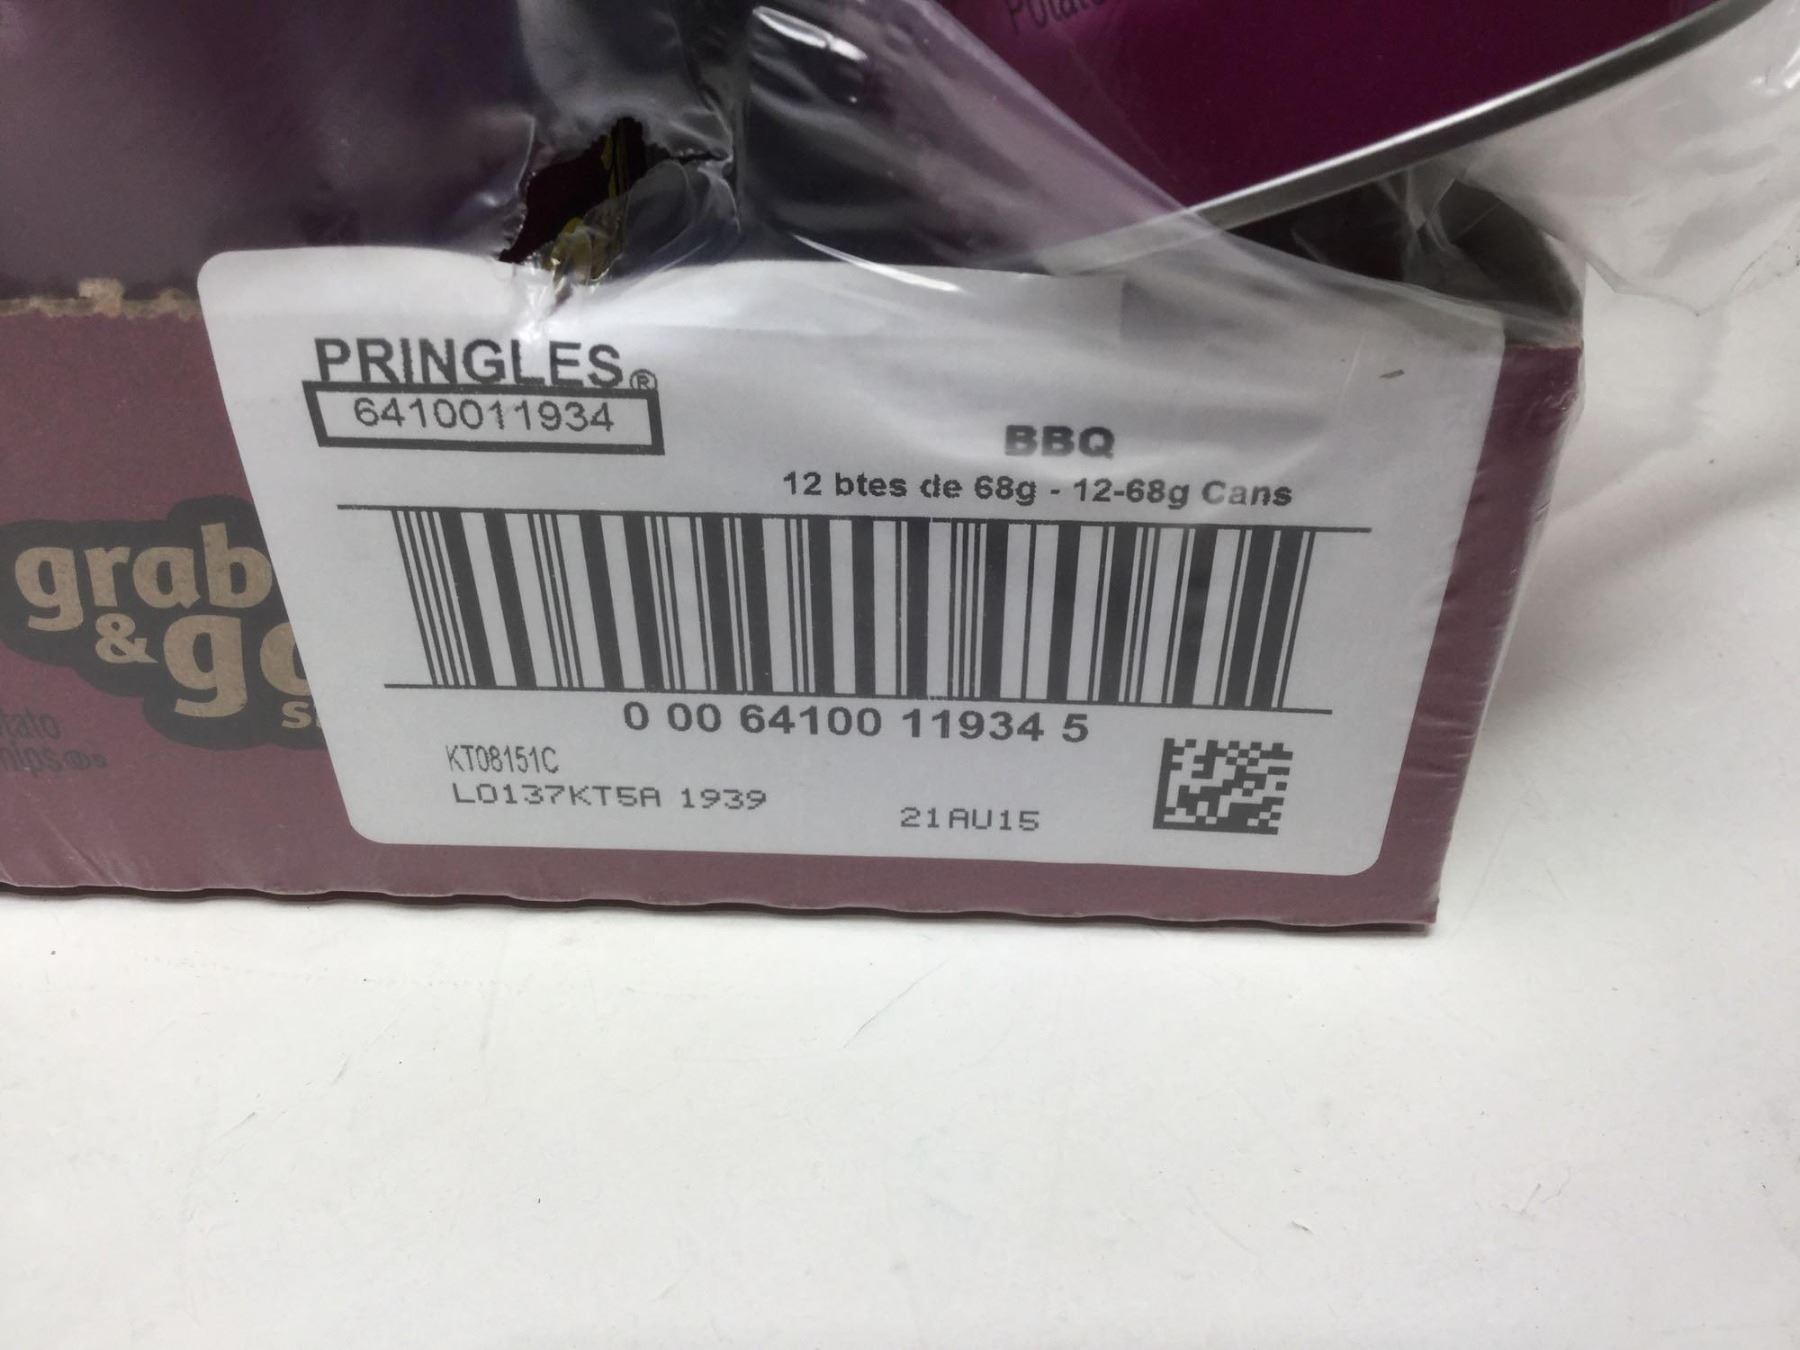 PRINGLES®
6410011934
BBQ
12 btes de 68g - 12-68g Cans
0 00 64100 11934 5
KT08151C
L0137KT5A 1939
21AU15
grab
&go